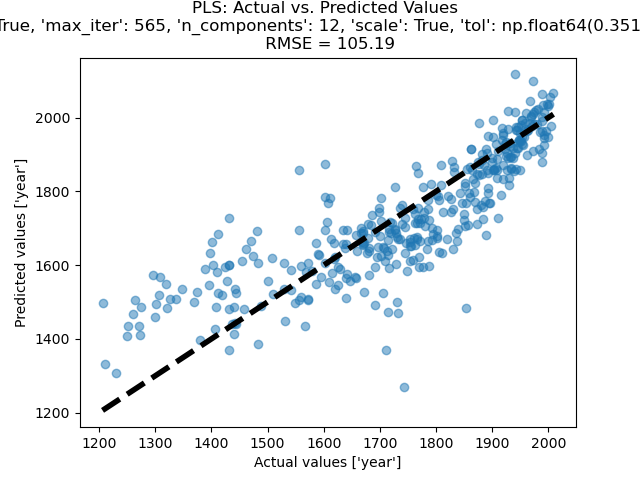 PLS: Actual vs. Predicted Values
True, 'max_iter': 565, 'n_components': 12, 'scale': True, 'tol': np.float64(0.351
RMSE = 105.19
Predicted values ['year']
2000
1800
1600
1400
1200
1200 1300 1400 1500 1600 1700 1800 1900 2000
Actual values ['year']